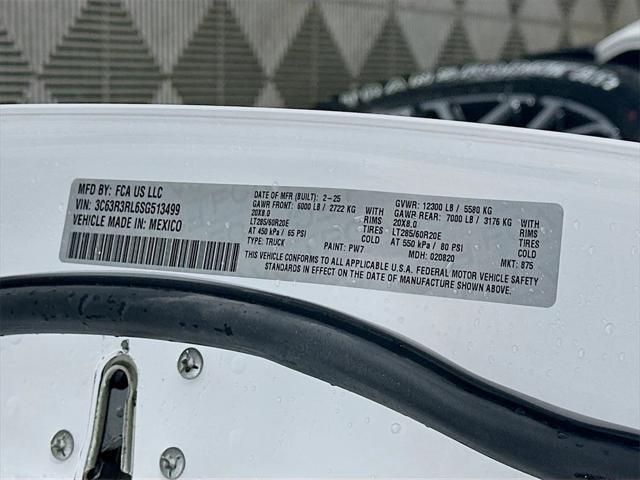 MFD BY: FCA US LLC
VIN: 3C63R3RL6SG513499
VEHICLE MADE IN: MEXICO
DATE OF MFR (BUILT): 2-25
GAWR FRONT: 6000 LB / 2722 KG
20X8.0 RIMS
LT285/60R20E TIRES
AT 450 kPa / 65 PSI COLD
TYPE: TRUCK PAINT: PW7
GVWR: 12300 LB / 5580 KG
GAWR REAR: 7000 LB / 3176 KG
20X8.0 RIMS
LT285/60R20E TIRES
AT 550 kPa / 80 PSI COLD
MDH: 020820 MKT: 875
THIS VEHICLE CONFORMS TO ALL APPLICABLE U.S.A. FEDERAL MOTOR VEHICLE SAFETY
STANDARDS IN EFFECT ON THE DATE OF MANUFACTURE SHOWN ABOVE.